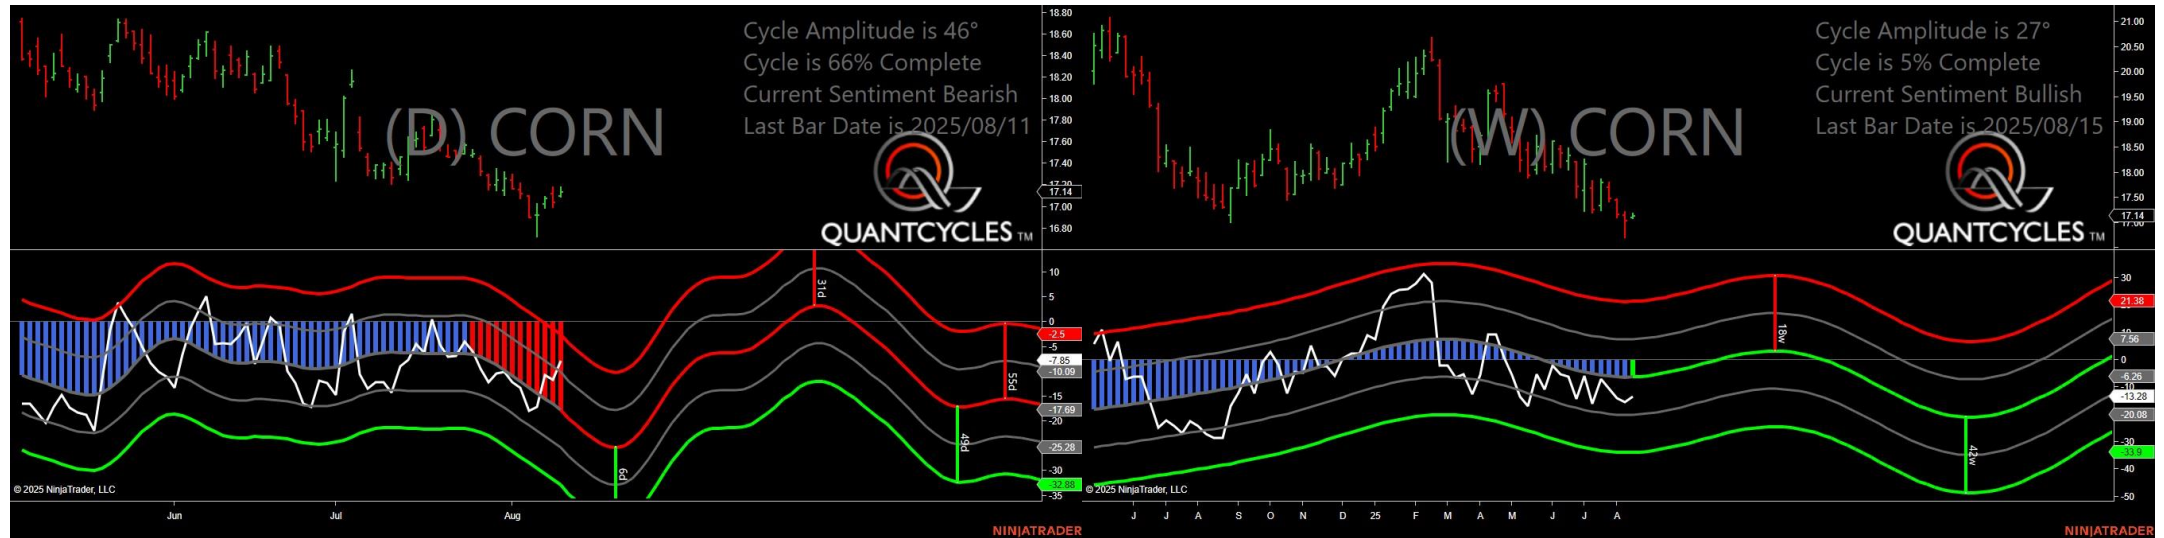 Cycle Amplitude is 46°
Cycle is 66% Complete
Current Sentiment Bearish
Last Bar Date is 2025/08/11
(D) CORN
QUANTCYCLES TM
18.80
18.60
18.40
18.20
18.00
17.80
17.60
17.40
17.20
17.14
17.00
16.80
10
5
0
-2.5
-5
-7.85
-10.09
-15
-17.69
-20
-25.28
-30
-32.88
-35
31d
6d
49d
55d
© 2025 NinjaTrader, LLC
Jun
Jul
Aug
NINJATRADER
Cycle Amplitude is 27°
Cycle is 5% Complete
Current Sentiment Bullish
Last Bar Date is 2025/08/15
(W) CORN
QUANTCYCLES TM
21.00
20.50
20.00
19.50
19.00
18.50
18.00
17.50
17.14
17.00
30
21.38
10
7.56
0
-6.26
-10
-13.28
-20.08
-30
-33.9
-40
-50
18w
42w
© 2025 NinjaTrader, LLC
J J A S O N D 25 F M A M J J A
NINJATRADER